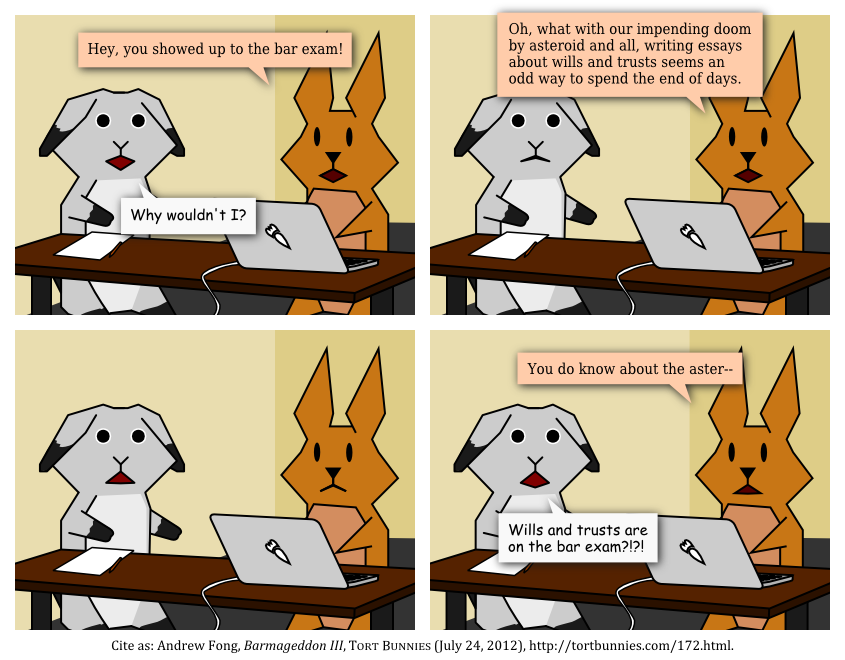 Hey, you showed up to the bar exam!
Why wouldn't I?
Oh, what with our impending doom
by asteroid and all, writing essays
about wills and trusts seems an
odd way to spend the end of days.
You do know about the aster--
Wills and trusts are
on the bar exam?!?!
Cite as: Andrew Fong, Barmageddon III, TORT BUNNIES (July 24, 2012), http://tortbunnies.com/172.html.